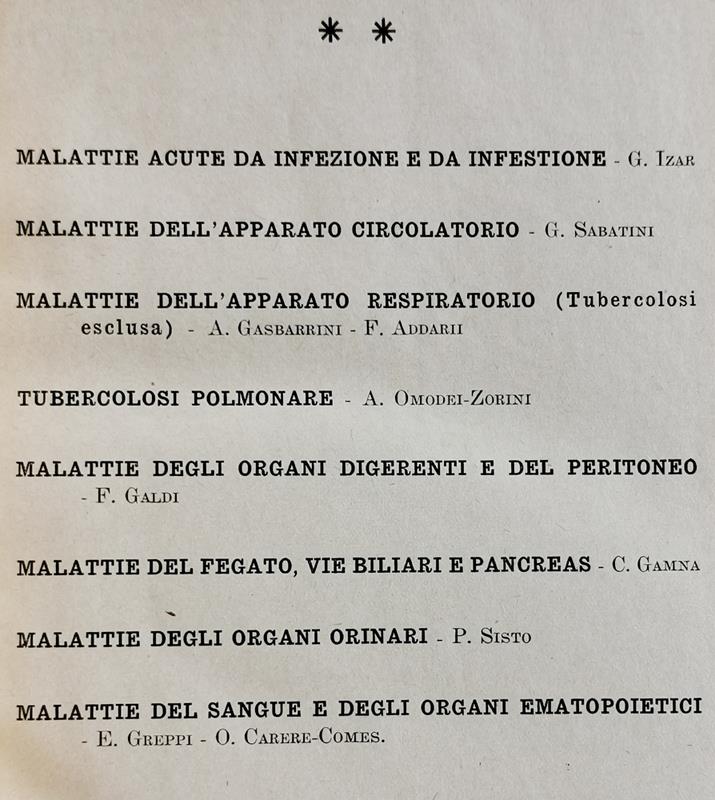 * *
MALATTIE ACUTE DA INFEZIONE E DA INFESTIONE - G. IZAR
MALATTIE DELL'APPARATO CIRCOLATORIO - G. SABATINI
MALATTIE DELL'APPARATO RESPIRATORIO (Tubercolosi
esclusa) - A. GASBARRINI - F. ADDARII
TUBERCOLOSI POLMONARE - A. OMODEI-ZORINI
MALATTIE DEGLI ORGANI DIGERENTI E DEL PERITONEO
- F. GALDI
MALATTIE DEL FEGATO, VIE BILIARI E PANCREAS - C. GAMNA
MALATTIE DEGLI ORGANI ORINARI - P. SISTO
MALATTIE DEL SANGUE E DEGLI ORGANI EMATOPOIETICI
- E. GREPPI - O. CARERE-COMES.